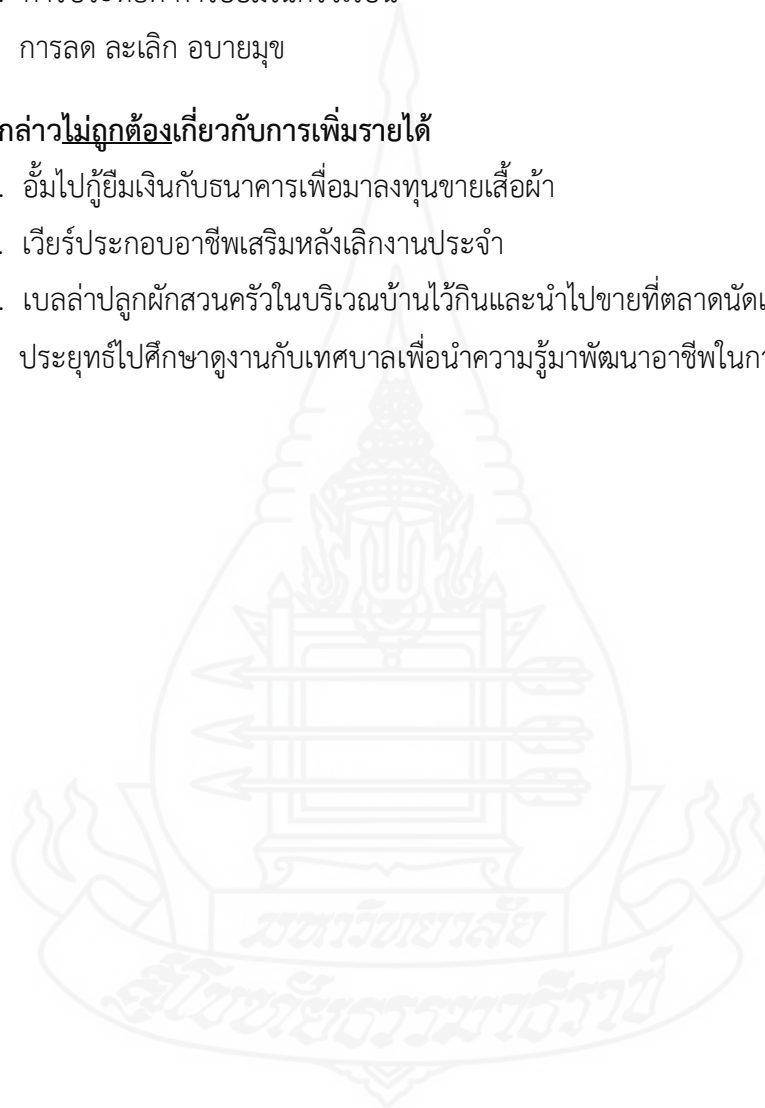 การลด ละเลิก อบายมุข
กล่าวไม่ถูกต้องเกี่ยวกับการเพิ่มรายได้
. อั้มไปกู้ยืมเงินกับธนาคารเพื่อมาลงทุนขายเสื้อผ้า
. เวียร์ประกอบอาชีพเสริมหลังเลิกงานประจำ
. เบลล่าปลูกผักสวนครัวในบริเวณบ้านไว้กินและนำไปขายที่ตลาดนัด
ประยุทธ์ไปศึกษาดูงานกับเทศบาลเพื่อนำความรู้มาพัฒนาอาชีพใน
มหาวิทยาลัย
สุโขทัยธรรมาธิราช